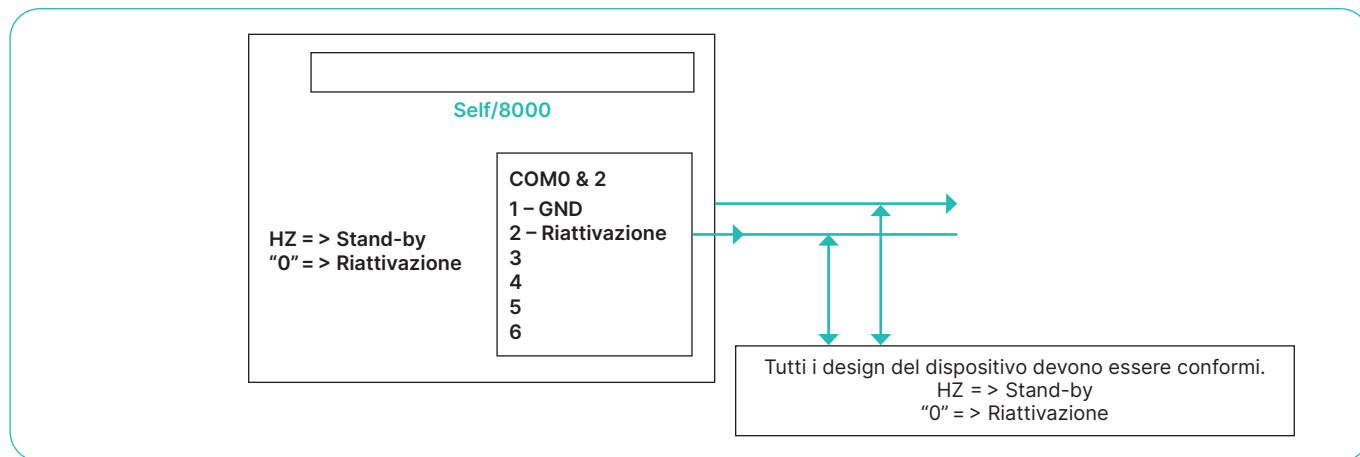 Self/8000
COM0 & 2
1 – GND
2 – Riattivazione
3
4
5
6
HZ = > Stand-by
“0” = > Riattivazione
Tutti i design del dispositivo devono essere conformi.
HZ = > Stand-by
“0” = > Riattivazione